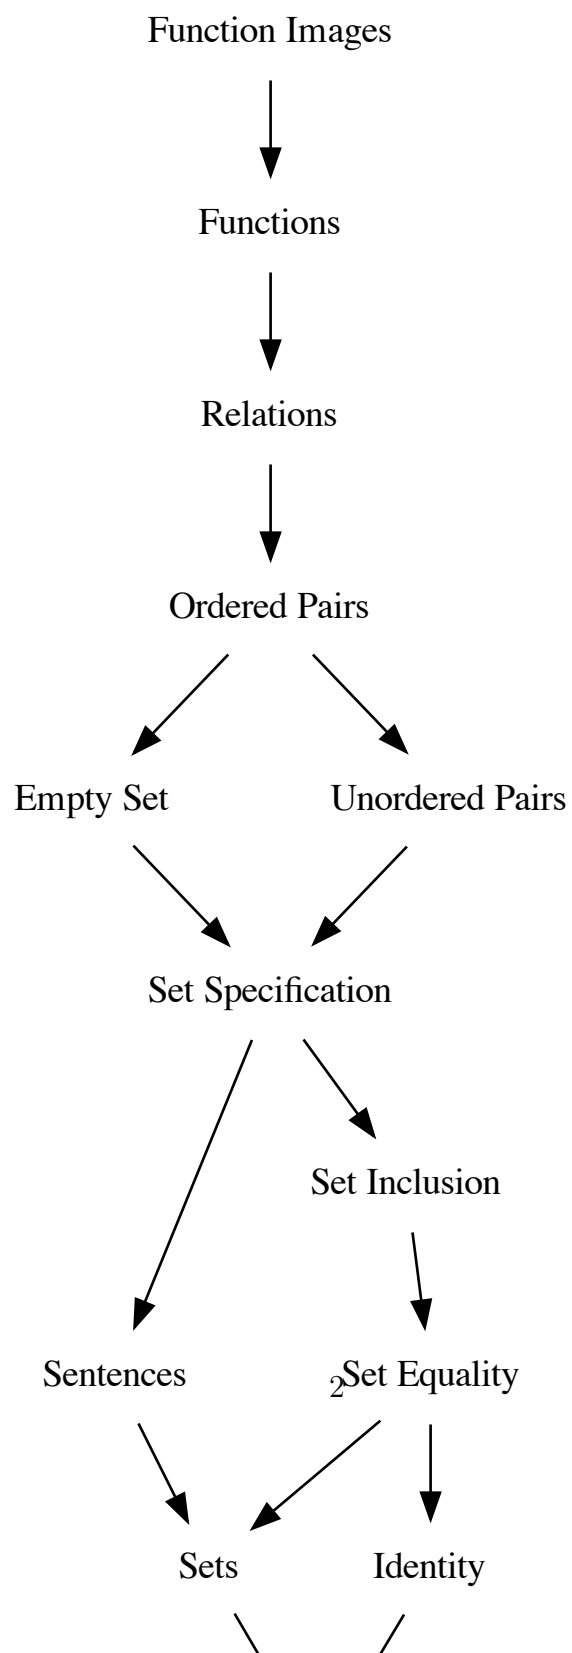 Function Images
Functions
Relations
Ordered Pairs
Empty Set
Unordered Pairs
Set Specification
Set Inclusion
Sentences
Set Equality
2
Sets
Identity